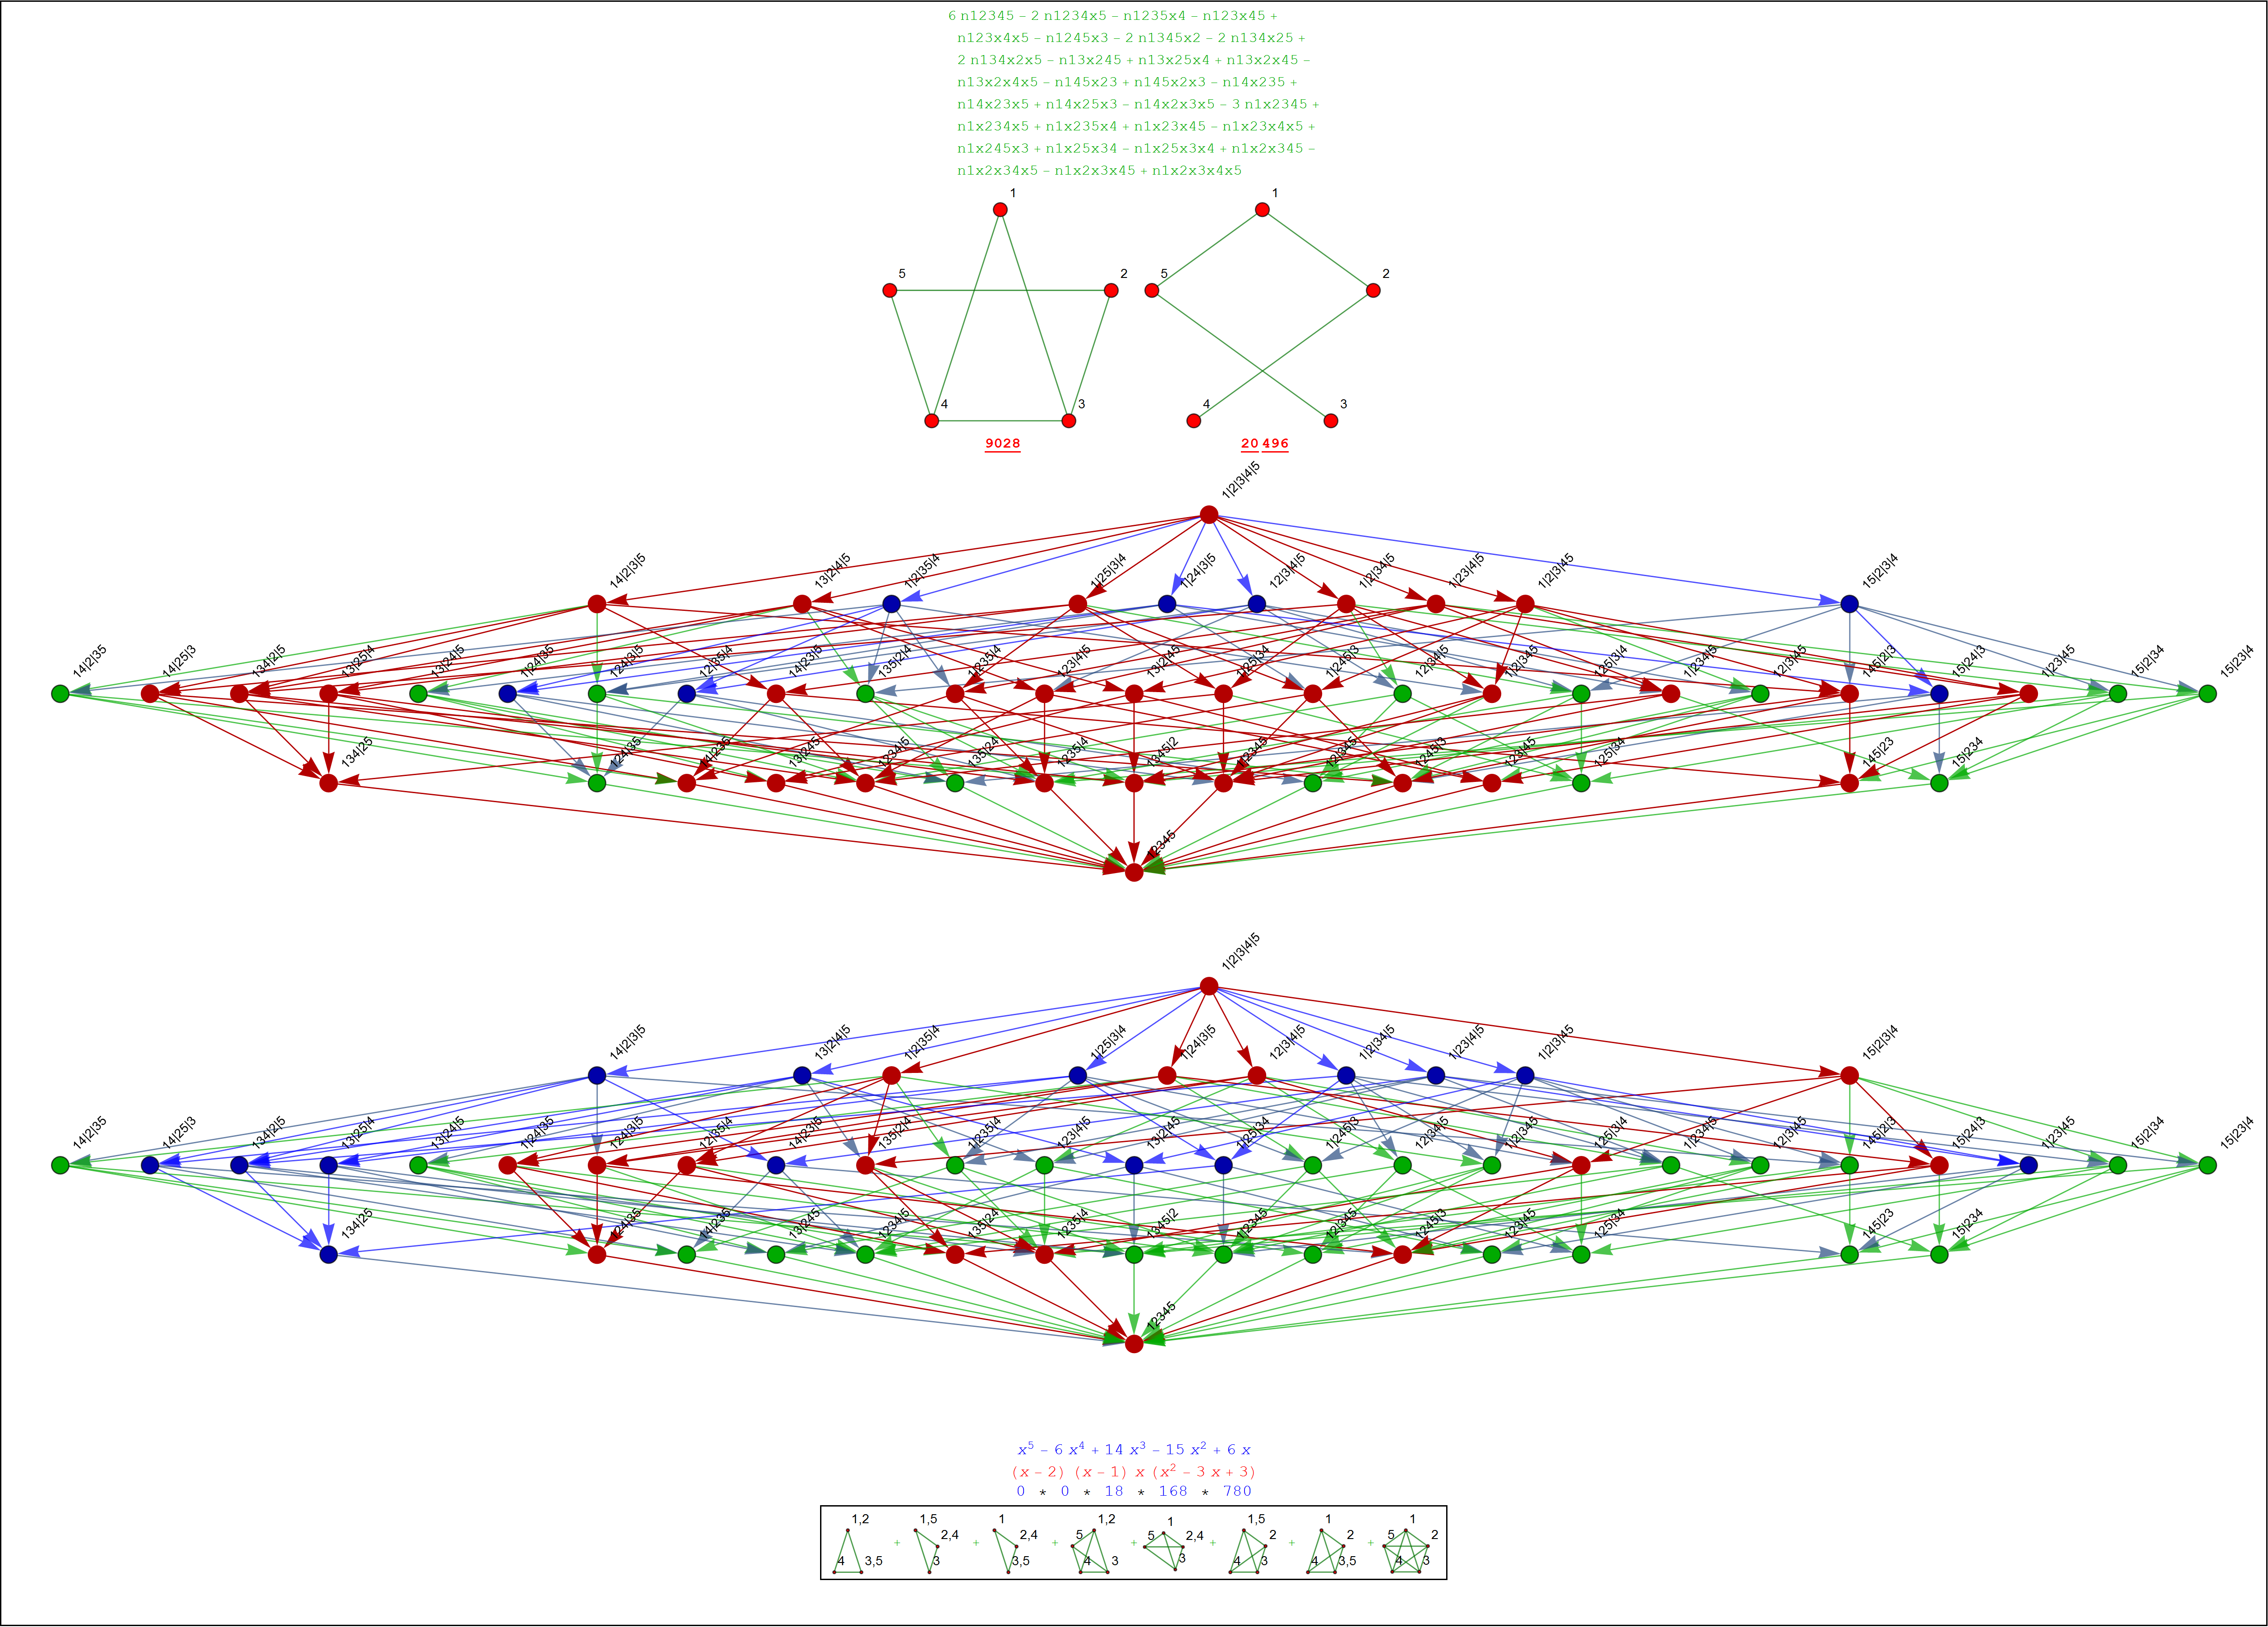 6 n12345 – 2 n1234x5 – n1235x4 – n123x45 +
n123x4x5 – n1245x3 – 2 n1345x2 – 2 n134x25 +
2 n134x2x5 – n13x245 + n13x25x4 + n13x2x45 –
n13x2x4x5 – n145x23 + n145x2x3 – n14x235 +
n14x23x5 + n14x25x3 – n14x2x3x5 – 3 n1x2345 +
n1x234x5 + n1x235x4 + n1x23x45 – n1x23x4x5 +
n1x245x3 + n1x25x34 – n1x25x3x4 + n1x2x345 –
n1x2x34x5 – n1x2x3x45 + n1x2x3x4x5
1 1
5 2 5 2
4 3 4 3
9028 20 496
1|2|3|4|5
14|2|3|5 13|2|4|5 1|2|35|4 1|25|3|4 1|24|3|5 12|3|4|5 1|2|34|5 1|23|4|5 1|2|3|45 15|2|3|4
14|2|35 14|25|3 134|2|5 13|25|4 13|24|5 1|24|35 124|3|5 12|35|4 14|23|5 135|2|4 1|235|4 123|4|5 13|2|45 1|25|34 1|245|3 12|34|5 1|2|345 125|3|4 1|234|5 12|3|45 145|2|3 15|24|3 1|23|45 15|2|34 15|23|4
134|25 124|35 14|235 13|245 1234|5 135|24 1235|4 1345|2 1|2345 12|345 1245|3 123|45 125|34 145|23 15|234
12345
1|2|3|4|5
14|2|3|5 13|2|4|5 1|2|35|4 1|25|3|4 1|24|3|5 12|3|4|5 1|2|34|5 1|23|4|5 1|2|3|45 15|2|3|4
14|2|35 14|25|3 134|2|5 13|25|4 13|24|5 1|24|35 124|3|5 12|35|4 14|23|5 135|2|4 1|235|4 123|4|5 13|2|45 1|25|34 1|245|3 12|34|5 1|2|345 125|3|4 1|234|5 12|3|45 145|2|3 15|24|3 1|23|45 15|2|34 15|23|4
134|25 124|35 14|235 13|245 1234|5 135|24 1235|4 1345|2 1|2345 12|345 1245|3 123|45 125|34 145|23 15|234
12345
x⁵ – 6 x⁴ + 14 x³ – 15 x² + 6 x
(x – 2) (x – 1) x (x² – 3 x + 3)
0 * 0 * 18 * 168 * 780
1,2 1,5 1 1,2 1 1,5 1 1
2,4 2,4 5 5 2,4 2 2 5 2
+ + + + + + +
4 3,5 3 3,5 4 3 3 4 3 4 3,5 4 3